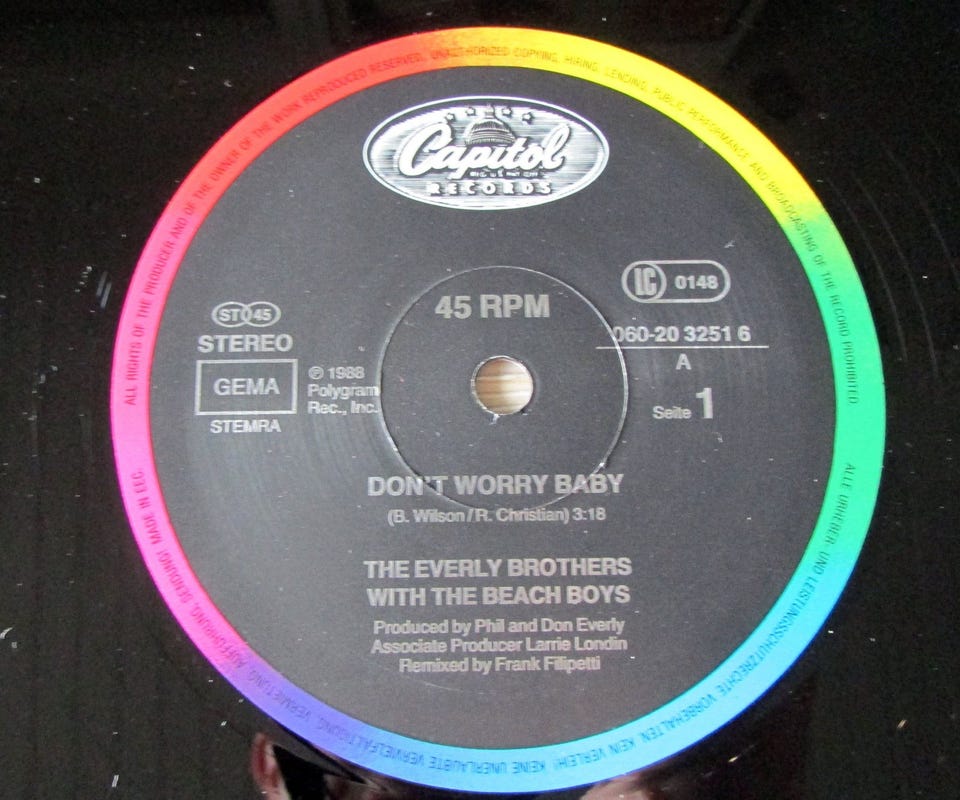 ALL RIGHTS OF THE PRODUCER AND OF THE OWNER OF THE WORK REPRODUCED RESERVED. UNAUTHORIZED COPYING, HIRING, LENDING, PUBLIC PERFORMANCE AND BROADCASTING OF THE RECORD PROHIBITED.
Capitol
RECORDS
45 RPM
LC 0148
ST 45
STEREO
GEMA
STEMRA
℗ 1988
Polygram
Rec., Inc.
060-20 3251 6
A
Seite 1
DON'T WORRY BABY
(B. Wilson/R. Christian) 3:18
THE EVERLY BROTHERS
WITH THE BEACH BOYS
Produced by Phil and Don Everly
Associate Producer Larrie Londin
Remixed by Frank Filipetti
ALLE URHEBER- UND LEISTUNGSSCHUTZRECHTE VORBEHALTEN. KEIN VERLEIH! KEINE UNERLAUBTE VERVIELFÄLTIGUNG, VERMIETUNG, AUFFÜHRUNG, SENDUNG! MADE IN EEC.